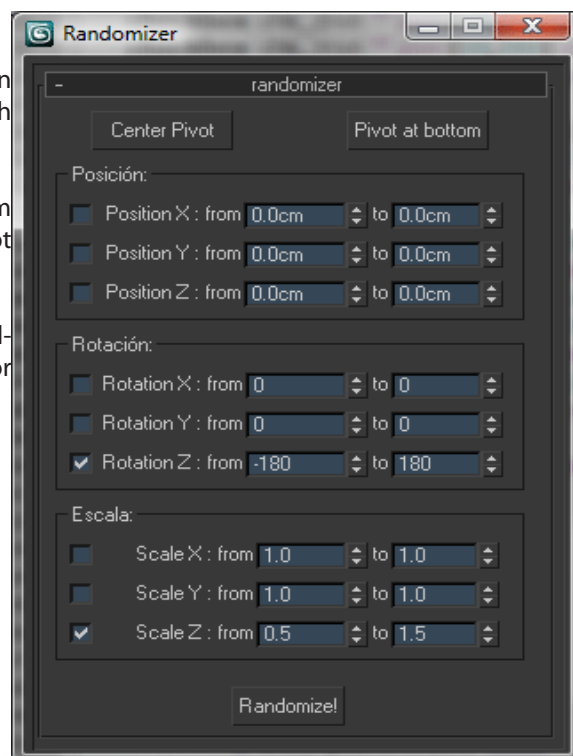 Randomizer
- randomizer
Center Pivot Pivot at bottom
Posición:
Position X : from 0.0cm to 0.0cm
Position Y : from 0.0cm to 0.0cm
Position Z : from 0.0cm to 0.0cm
Rotación:
Rotation X : from 0 to 0
Rotation Y : from 0 to 0
Rotation Z : from -180 to 180
Escala:
Scale X : from 1.0 to 1.0
Scale Y : from 1.0 to 1.0
Scale Z : from 0.5 to 1.5
Randomize!